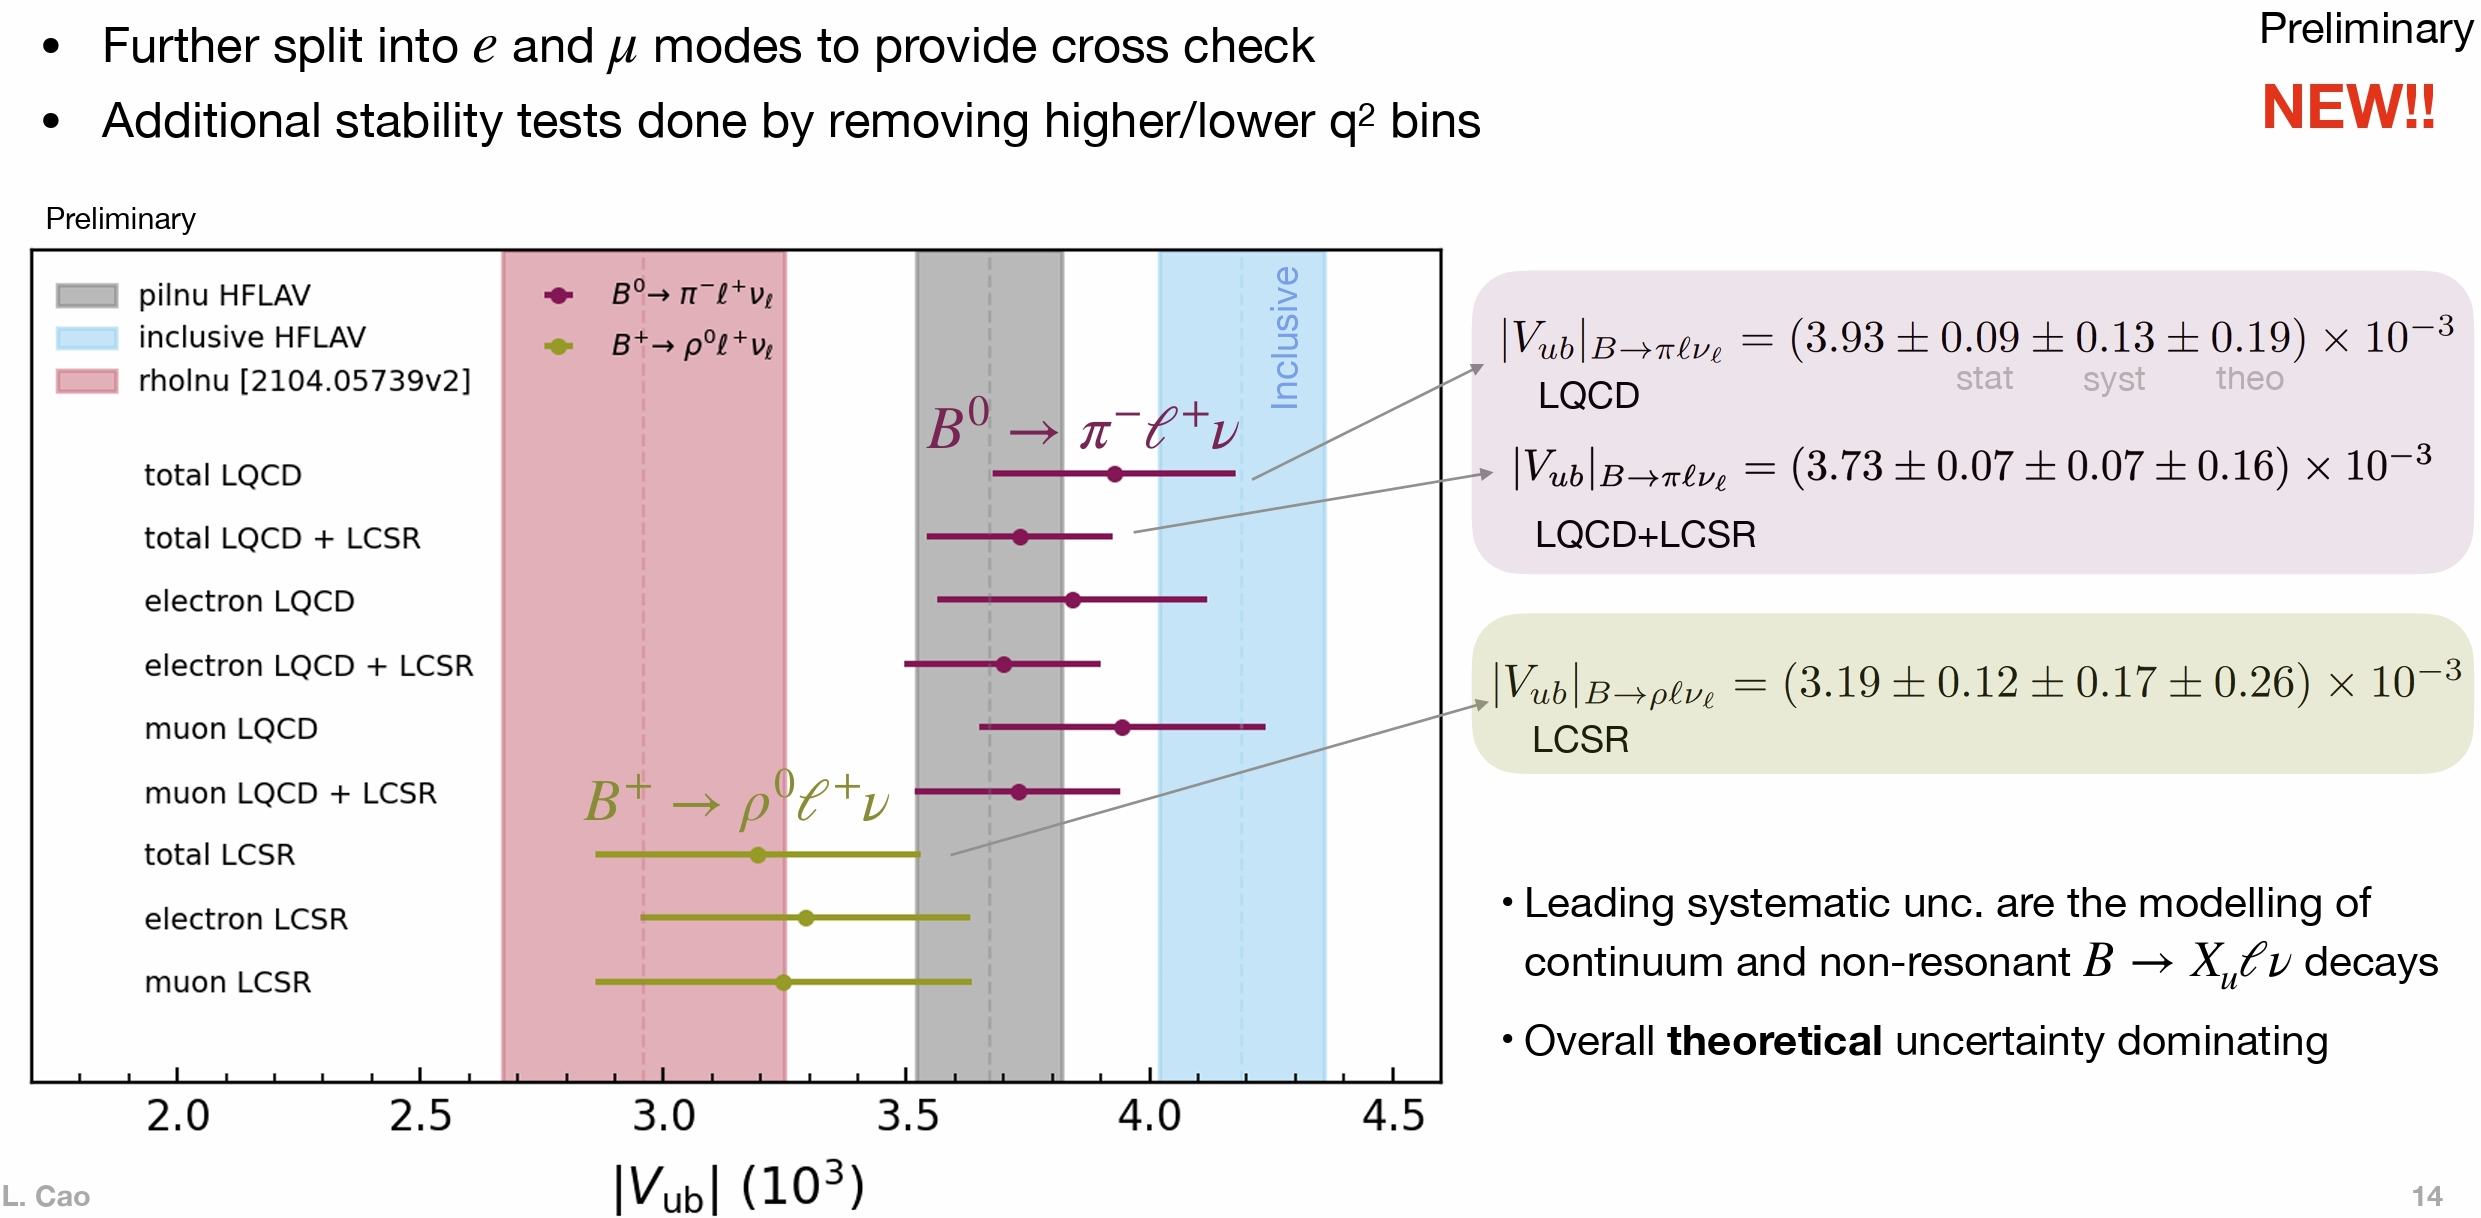 • Further split into e and μ modes to provide cross check
• Additional stability tests done by removing higher/lower q² bins
Preliminary
NEW!!
Preliminary
pilnu HFLAV
inclusive HFLAV
rholnu [2104.05739v2]
B⁰→ π⁻ℓ⁺νℓ
B⁺→ ρ⁰ℓ⁺νℓ
Inclusive
B⁰ → π⁻ℓ⁺ν
total LQCD
total LQCD + LCSR
electron LQCD
electron LQCD + LCSR
muon LQCD
muon LQCD + LCSR
B⁺ → ρ⁰ℓ⁺ν
total LCSR
electron LCSR
muon LCSR
2.0 2.5 3.0 3.5 4.0 4.5
|Vub| (10³)
|Vub|B→πℓνℓ = (3.93 ± 0.09 ± 0.13 ± 0.19) × 10⁻³
stat syst theo
LQCD
|Vub|B→πℓνℓ = (3.73 ± 0.07 ± 0.07 ± 0.16) × 10⁻³
LQCD+LCSR
|Vub|B→ρℓνℓ = (3.19 ± 0.12 ± 0.17 ± 0.26) × 10⁻³
LCSR
• Leading systematic unc. are the modelling of
continuum and non-resonant B → Xuℓν decays
• Overall theoretical uncertainty dominating
L. Cao
14